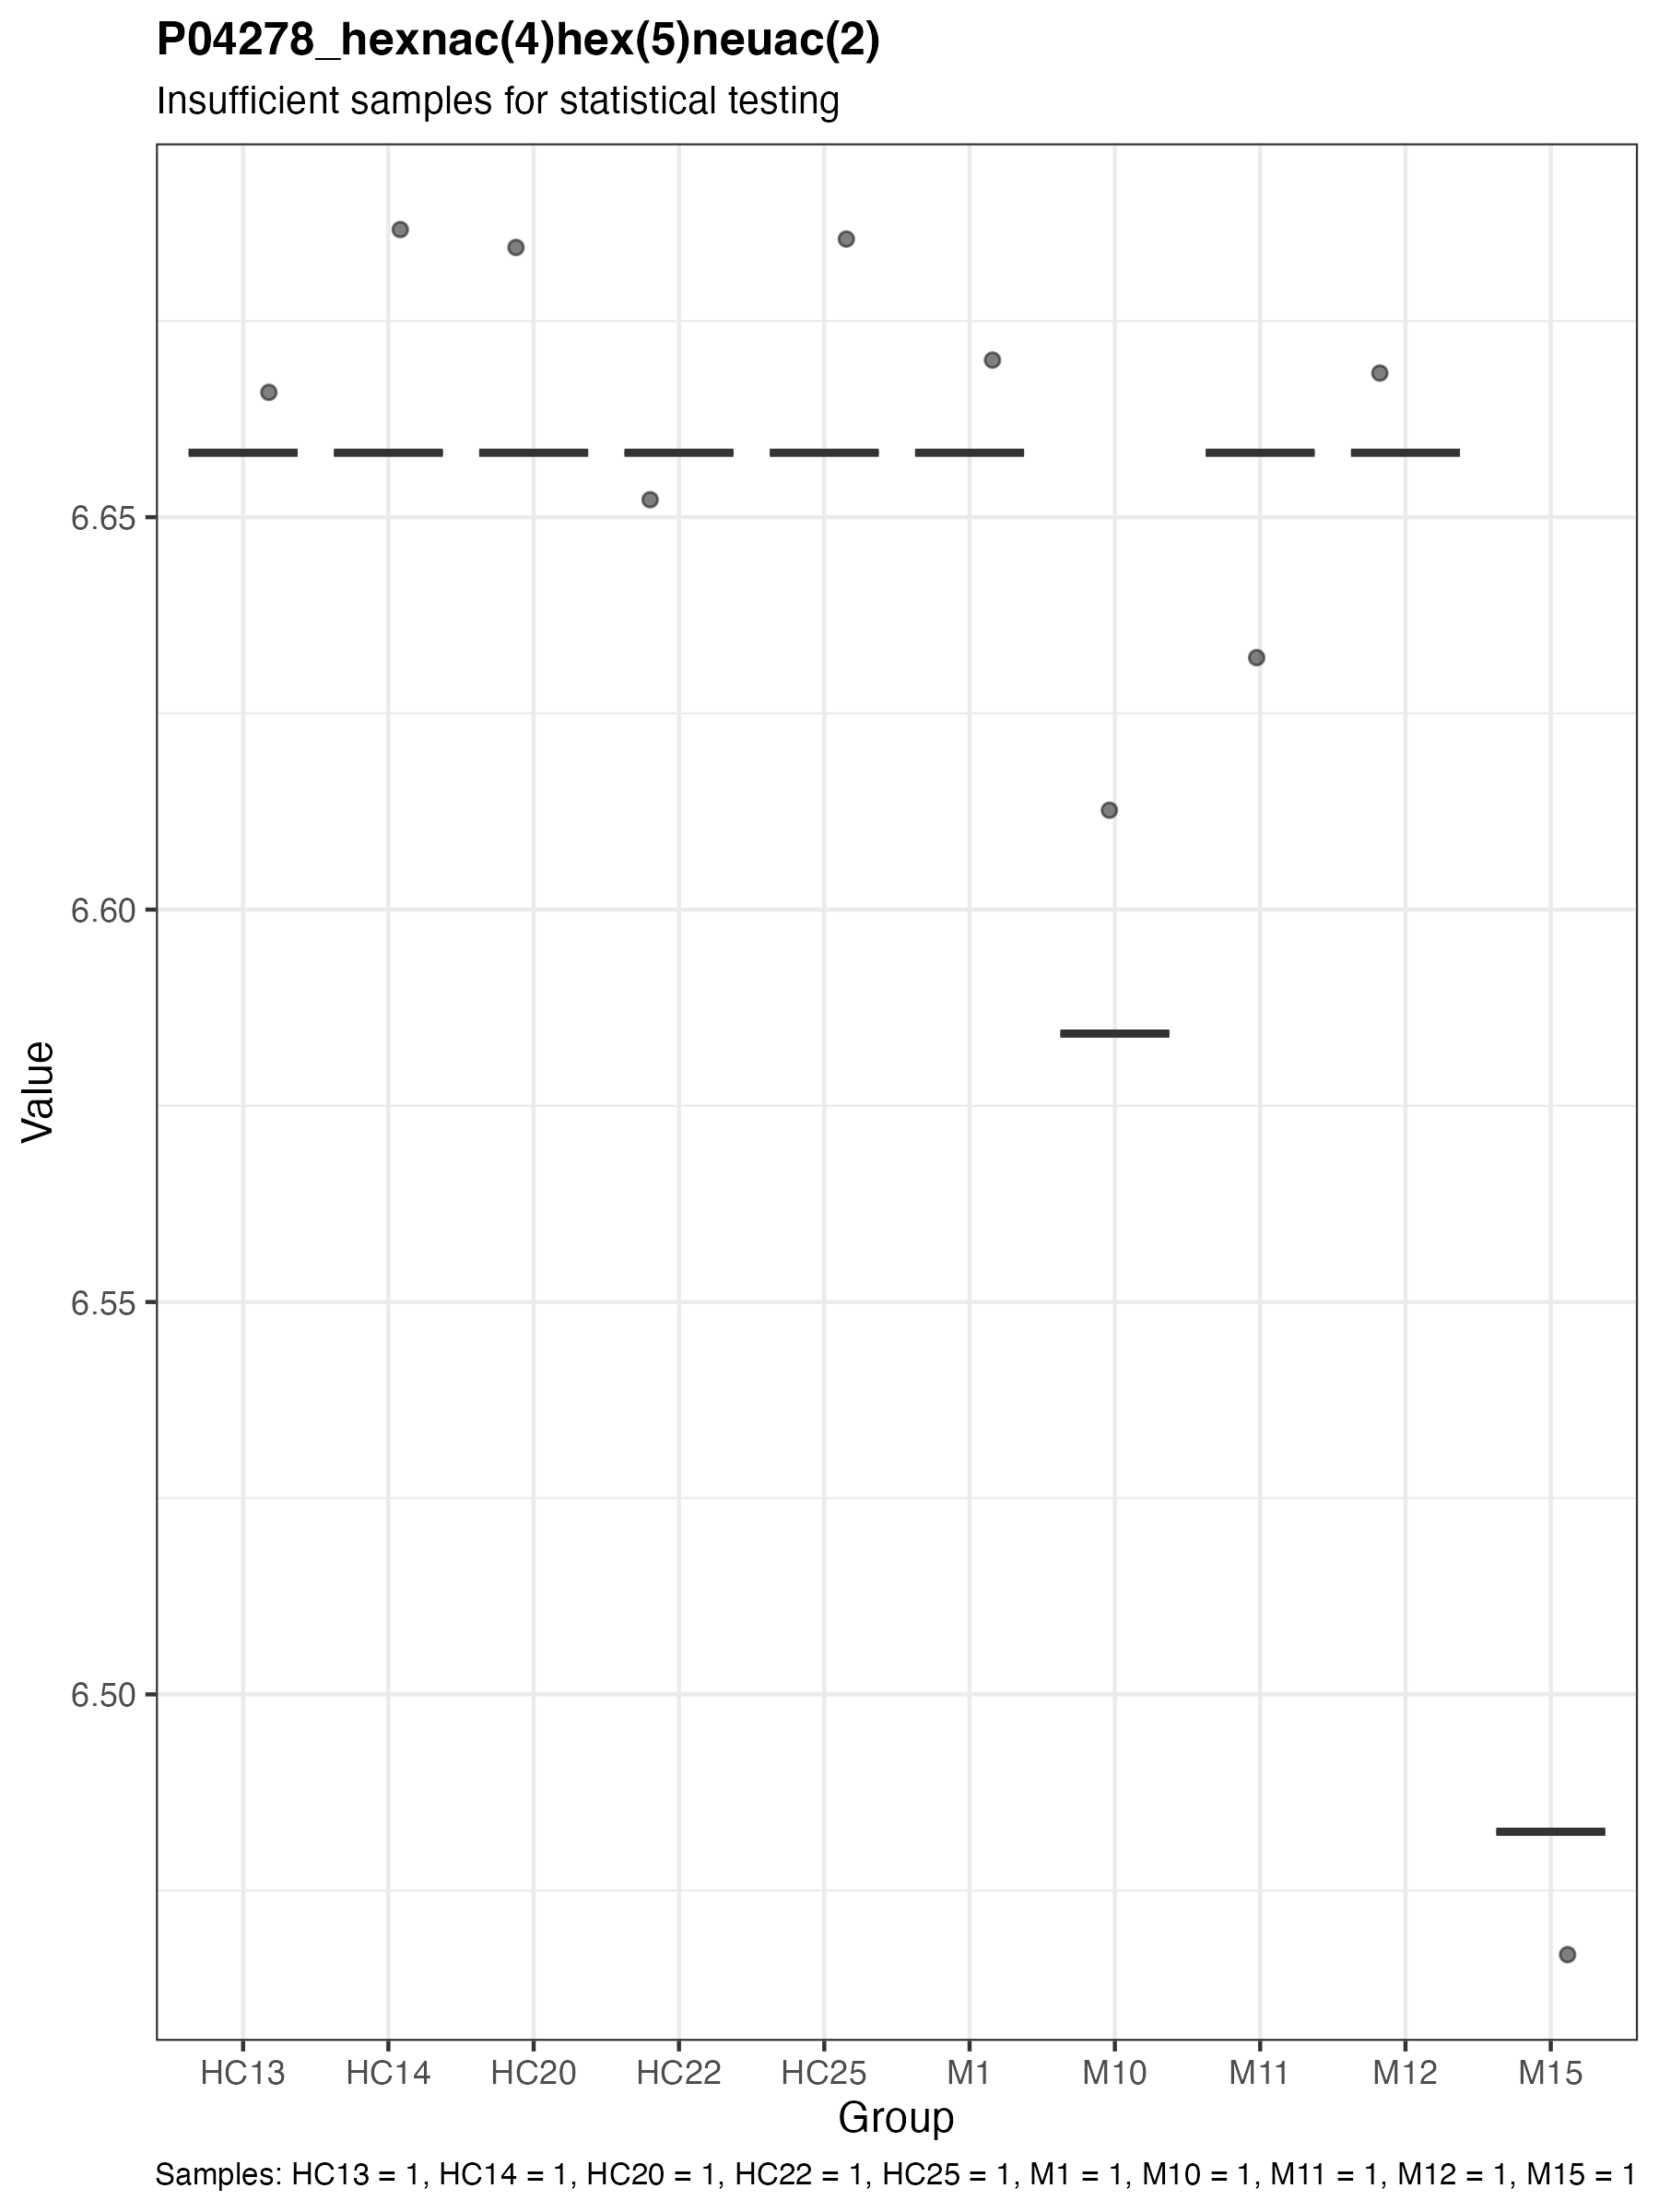 P04278_hexnac(4)hex(5)neuac(2)
Insufficient samples for statistical testing
6.65
6.60
6.55
6.50
Value
HC13 HC14 HC20 HC22 HC25 M1 M10 M11 M12 M15
Group
Samples: HC13 = 1, HC14 = 1, HC20 = 1, HC22 = 1, HC25 = 1, M1 = 1, M10 = 1, M11 = 1, M12 = 1, M15 = 1